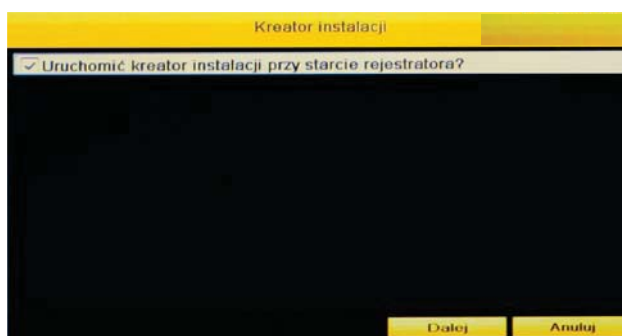 Kreator instalacji
Uruchomić kreator instalacji przy starcie rejestratora?
Dalej
Anuluj